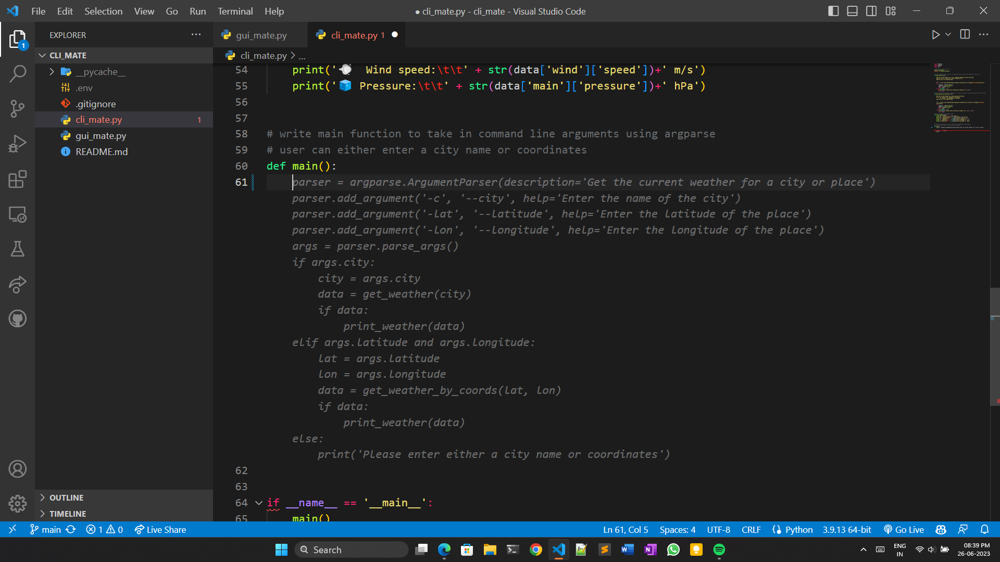 File Edit Selection View Go Run Terminal Help
● cli_mate.py - cli_mate - Visual Studio Code
EXPLORER
gui_mate.py
cli_mate.py 1
CLI_MATE
cli_mate.py > ...
__pycache__
.env
.gitignore
cli_mate.py 1
gui_mate.py
README.md
1
54 print('💨 Wind speed:\t\t' + str(data['wind']['speed'])+' m/s')
55 print('🧊 Pressure:\t\t' + str(data['main']['pressure'])+' hPa')
56
57
58 # write main function to take in command line arguments using argparse
59 # user can either enter a city name or coordinates
60 def main():
61 parser = argparse.ArgumentParser(description='Get the current weather for a city or place')
parser.add_argument('-c', '--city', help='Enter the name of the city')
parser.add_argument('-lat', '--latitude', help='Enter the latitude of the place')
parser.add_argument('-lon', '--longitude', help='Enter the longitude of the place')
args = parser.parse_args()
if args.city:
city = args.city
data = get_weather(city)
if data:
print_weather(data)
elif args.latitude and args.longitude:
lat = args.latitude
lon = args.longitude
data = get_weather_by_coords(lat, lon)
if data:
print_weather(data)
else:
print('Please enter either a city name or coordinates')
62
63
64 if __name__ == '__main__':
65 main()
OUTLINE
TIMELINE
main 1 0 Live Share
Ln 61, Col 5 Spaces: 4 UTF-8 CRLF Python 3.9.13 64-bit Go Live
Search
ENG
IN
08:39 PM
26-06-2023